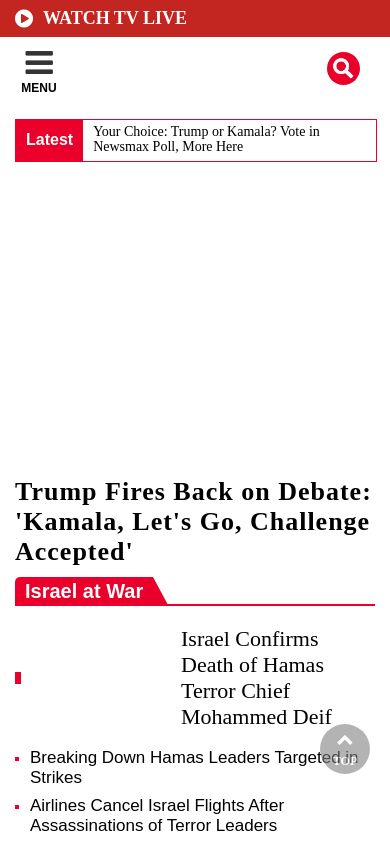 WATCH TV LIVE
MENU
Latest
Your Choice: Trump or Kamala? Vote in
Newsmax Poll, More Here
Trump Fires Back on Debate:
'Kamala, Let's Go, Challenge
Accepted'
Israel at War
Israel Confirms
Death of Hamas
Terror Chief
Mohammed Deif
Breaking Down Hamas Leaders Targeted in
Strikes
TOP
Airlines Cancel Israel Flights After
Assassinations of Terror Leaders